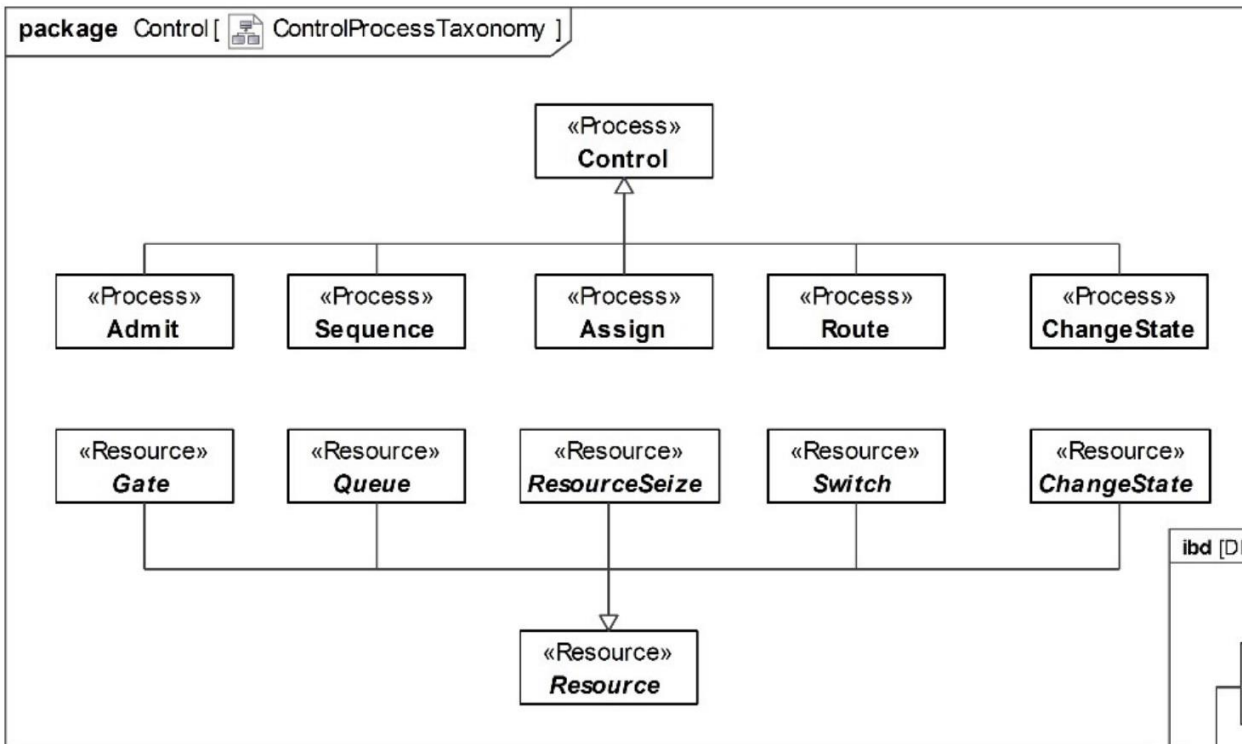 package Control [ ControlProcessTaxonomy ]
«Process»
Control
«Process»
Admit
«Process»
Sequence
«Process»
Assign
«Process»
Route
«Process»
ChangeState
«Resource»
Gate
«Resource»
Queue
«Resource»
ResourceSeize
«Resource»
Switch
«Resource»
ChangeState
ibd [D
«Resource»
Resource